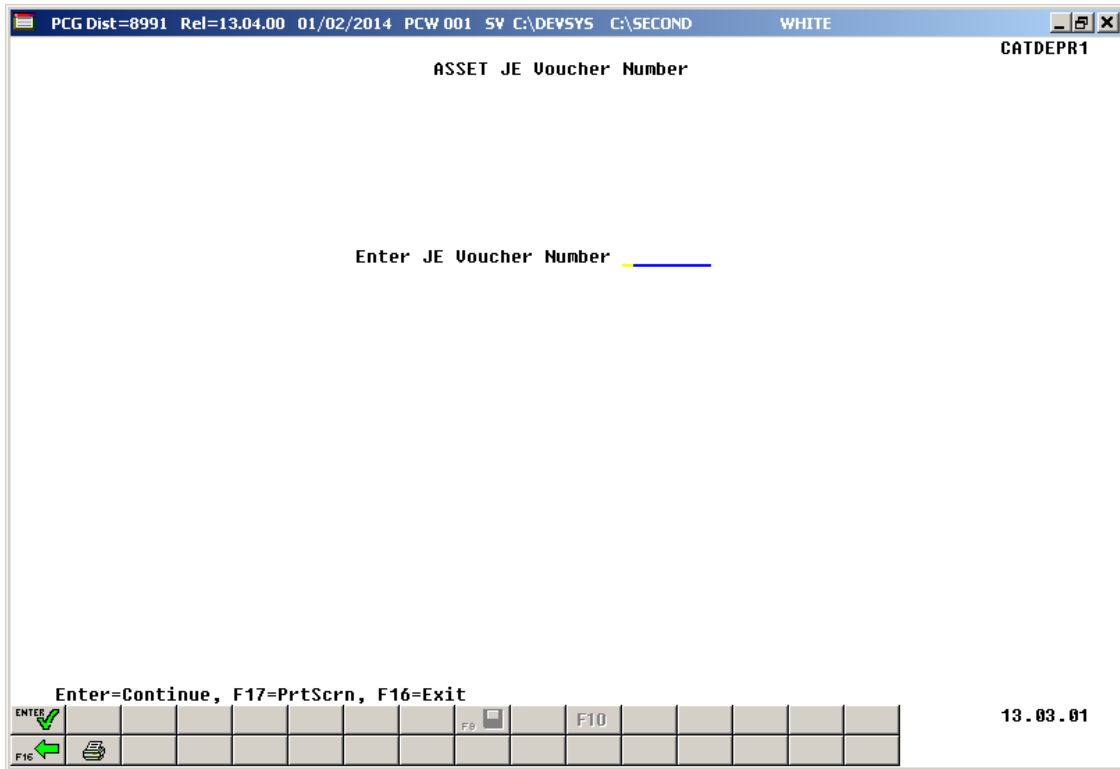 PCG Dist=8991 Rel=13.04.00 01/02/2014 PCW 001 SV C:\DEVSYS C:\SECOND WHITE
CATDEPR1
ASSET JE Voucher Number
Enter JE Voucher Number
Enter=Continue, F17=PrtScrn, F16=Exit
ENTER F9 F10 13.03.01
F16